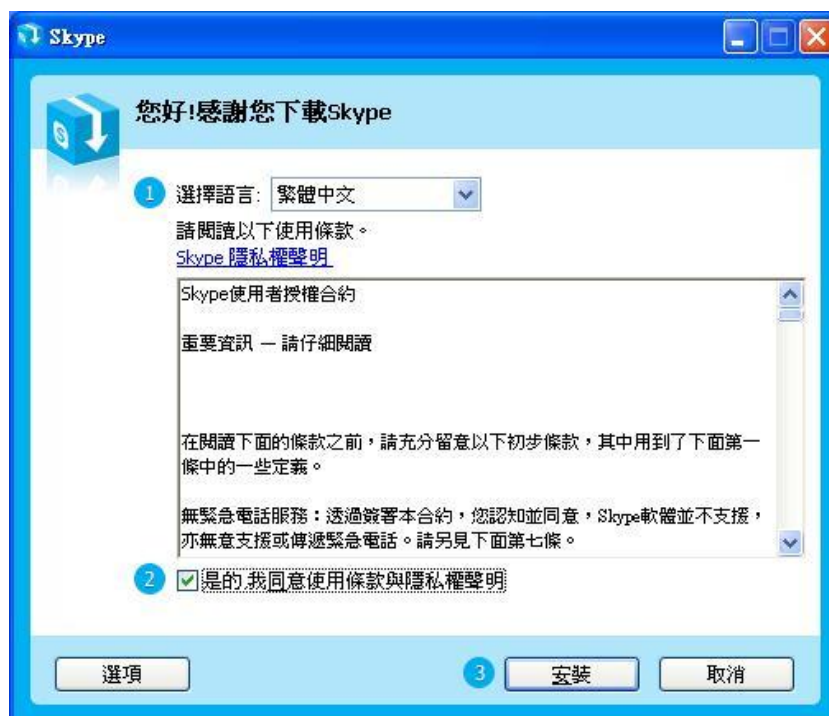 Skype
您好!感謝您下載Skype
1 選擇語言: 繁體中文
請閱讀以下使用條款。
Skype 隱私權聲明
Skype使用者授權合約
重要資訊 — 請仔細閱讀
在閱讀下面的條款之前，請充分留意以下初步條款，其中用到了下面第一
條中的一些定義。
無緊急電話服務：透過簽署本合約，您認知並同意，Skype軟體並不支援，
亦無意支援或傳遞緊急電話。請另見下面第七條。
2 是的,我同意使用條款與隱私權聲明
選項 3 安裝 取消